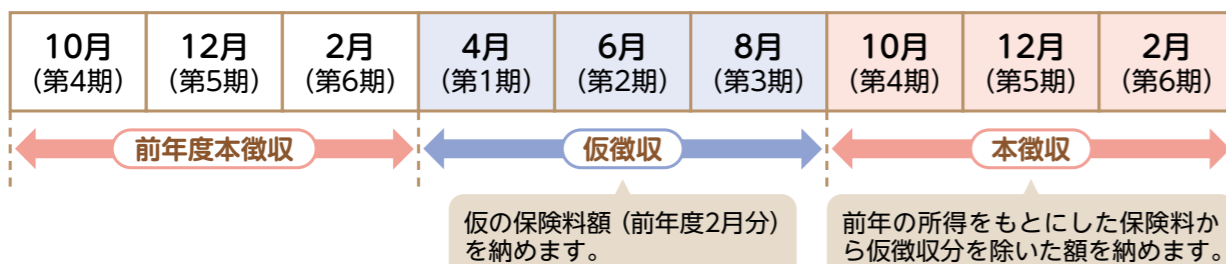 10月 12月 2月 4月 6月 8月 10月 12月 2月
(第4期) (第5期) (第6期) (第1期) (第2期) (第3期) (第4期) (第5期) (第6期)
前年度本徴収 仮徴収 本徴収
仮の保険料額(前年度2月分)
を納めます。
前年の所得をもとにした保険料か
ら仮徴収分を除いた額を納めます。